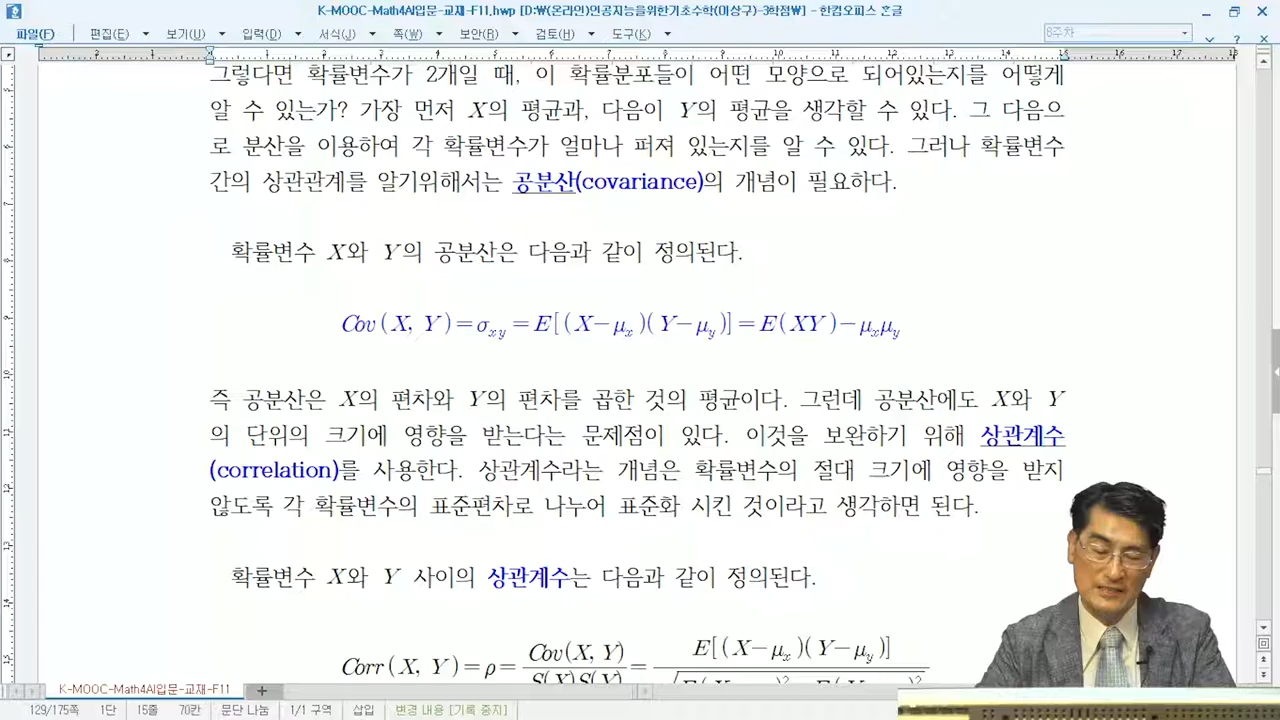 K-MOOC-Math4AI입문-교재-F11.hwp [D:₩(온라인)인공지능을위한기초수학(이상구)-3학점₩] - 한컴오피스 한글
파일(F) 편집(E) 보기(U) 입력(D) 서식(J) 쪽(W) 보안(B) 검토(H) 도구(K) 8주차
그렇다면 확률변수가 2개일 때, 이 확률분포들이 어떤 모양으로 되어있는지를 어떻게
알 수 있는가? 가장 먼저 X의 평균과, 다음이 Y의 평균을 생각할 수 있다. 그 다음으
로 분산을 이용하여 각 확률변수가 얼마나 퍼져 있는지를 알 수 있다. 그러나 확률변수
간의 상관관계를 알기위해서는 공분산(covariance)의 개념이 필요하다.
확률변수 X와 Y의 공분산은 다음과 같이 정의된다.
Cov(X, Y)=σxy=E[(X-μx)(Y-μy)]=E(XY)-μxμy
즉 공분산은 X의 편차와 Y의 편차를 곱한 것의 평균이다. 그런데 공분산에도 X와 Y
의 단위의 크기에 영향을 받는다는 문제점이 있다. 이것을 보완하기 위해 상관계수
(correlation)를 사용한다. 상관계수라는 개념은 확률변수의 절대 크기에 영향을 받지
않도록 각 확률변수의 표준편차로 나누어 표준화 시킨 것이라고 생각하면 된다.
확률변수 X와 Y 사이의 상관계수는 다음과 같이 정의된다.
Corr(X, Y)=ρ= Cov(X, Y) = E[(X-μx)(Y-μy)]
K-MOOC-Math4AI입문-교재-F11
129/175쪽 1단 15줄 70칸 문단 나눔 1/1 구역 삽입 변경 내용 [기록 중지]